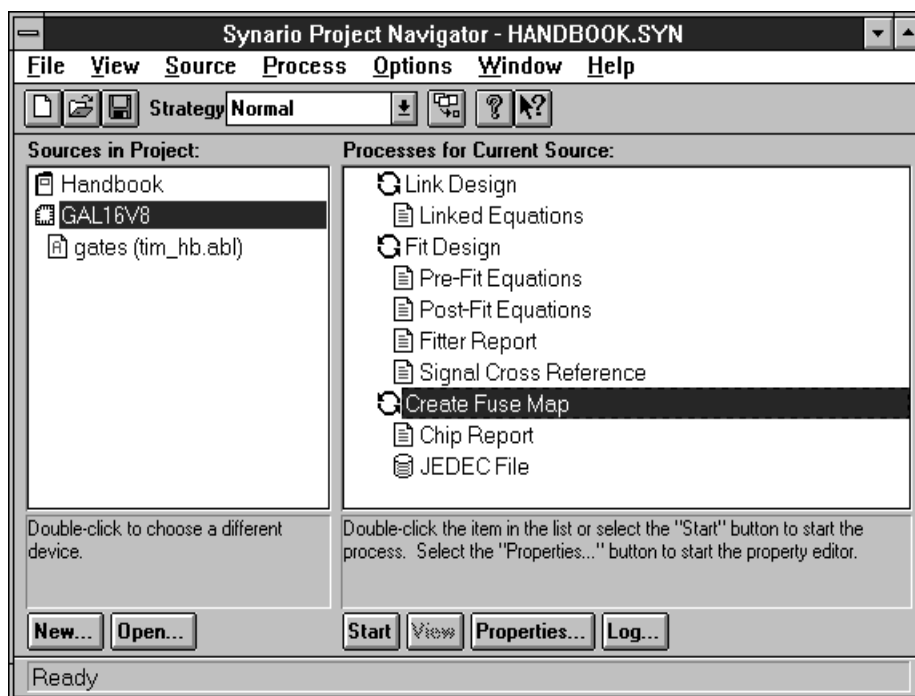 Synario Project Navigator - HANDBOOK.SYN
File View Source Process Options Window Help
Strategy Normal
Sources in Project:
Handbook
GAL16V8
gates (tim_hb.abl)
Processes for Current Source:
Link Design
Linked Equations
Fit Design
Pre-Fit Equations
Post-Fit Equations
Fitter Report
Signal Cross Reference
Create Fuse Map
Chip Report
JEDEC File
Double-click to choose a different
device.
Double-click the item in the list or select the "Start" button to start the
process. Select the "Properties..." button to start the property editor.
New... Open... Start View Properties... Log...
Ready